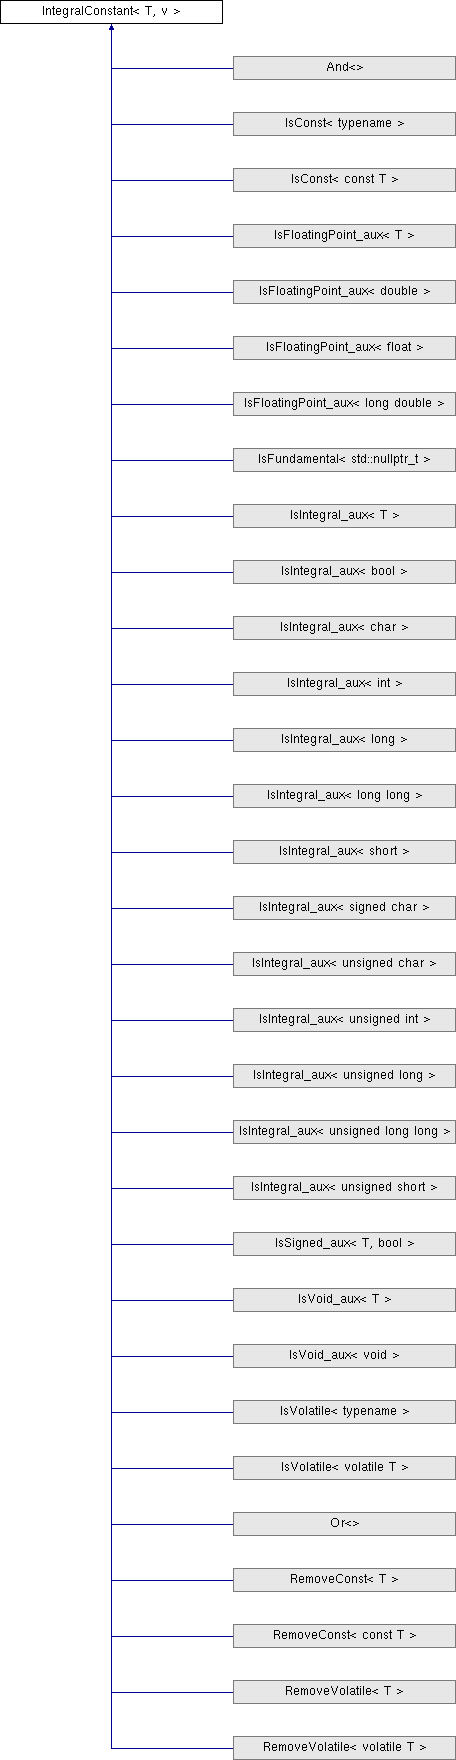 IntegralConstant< T, v >
And<>
IsConst< typename >
IsConst< const T >
IsFloatingPoint_aux< T >
IsFloatingPoint_aux< double >
IsFloatingPoint_aux< float >
IsFloatingPoint_aux< long double >
IsFundamental< std::nullptr_t >
IsIntegral_aux< T >
IsIntegral_aux< bool >
IsIntegral_aux< char >
IsIntegral_aux< int >
IsIntegral_aux< long >
IsIntegral_aux< long long >
IsIntegral_aux< short >
IsIntegral_aux< signed char >
IsIntegral_aux< unsigned char >
IsIntegral_aux< unsigned int >
IsIntegral_aux< unsigned long >
IsIntegral_aux< unsigned long long >
IsIntegral_aux< unsigned short >
IsSigned_aux< T, bool >
IsVoid_aux< T >
IsVoid_aux< void >
IsVolatile< typename >
IsVolatile< volatile T >
Or<>
RemoveConst< T >
RemoveConst< const T >
RemoveVolatile< T >
RemoveVolatile< volatile T >